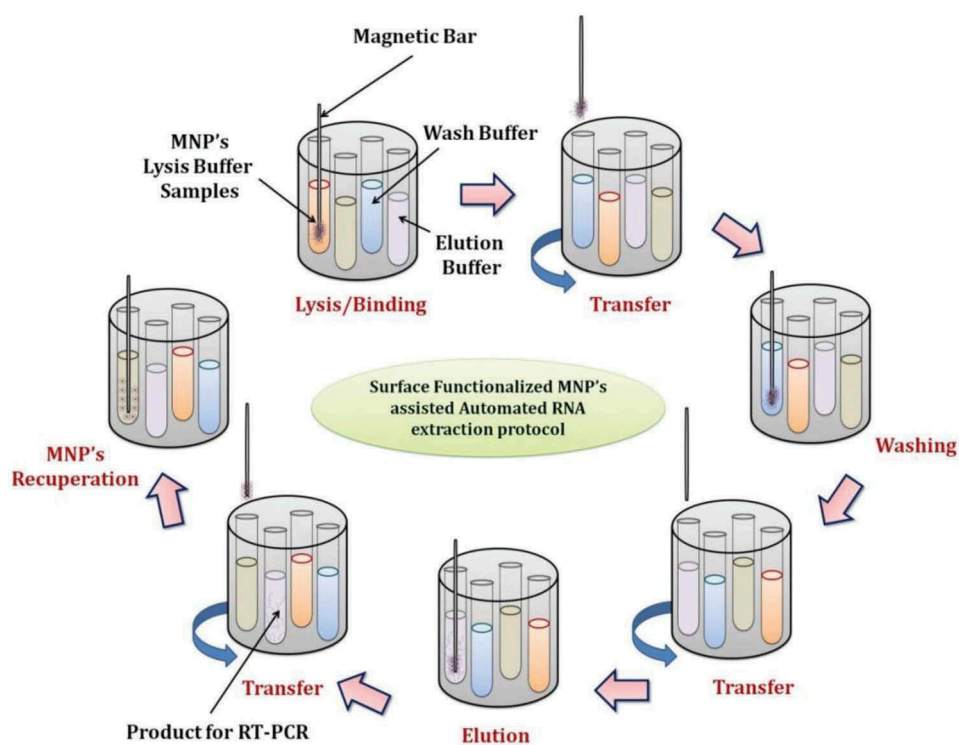 Magnetic Bar
MNP's
Lysis Buffer
Samples
Wash Buffer
Elution
Buffer
Lysis/Binding
Transfer
Washing
Surface Functionalized MNP's
assisted Automated RNA
extraction protocol
MNP's
Recuperation
Transfer
Product for RT-PCR
Elution
Transfer